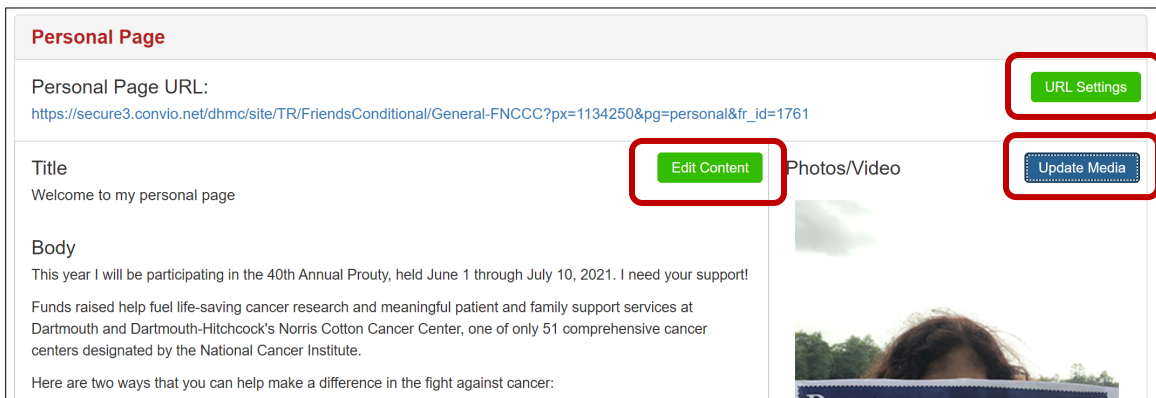 Personal Page
Personal Page URL:
URL Settings
https://secure3.convio.net/dhmc/site/TR/FriendsConditional/General-FNCCC?px=1134250&pg=personal&fr_id=1761
Title
Edit Content
Welcome to my personal page
Body
This year I will be participating in the 40th Annual Prouty, held June 1 through July 10, 2021. I need your support!
Funds raised help fuel life-saving cancer research and meaningful patient and family support services at
Dartmouth and Dartmouth-Hitchcock's Norris Cotton Cancer Center, one of only 51 comprehensive cancer
centers designated by the National Cancer Institute.
Here are two ways that you can help make a difference in the fight against cancer:
Photos/Video
Update Media